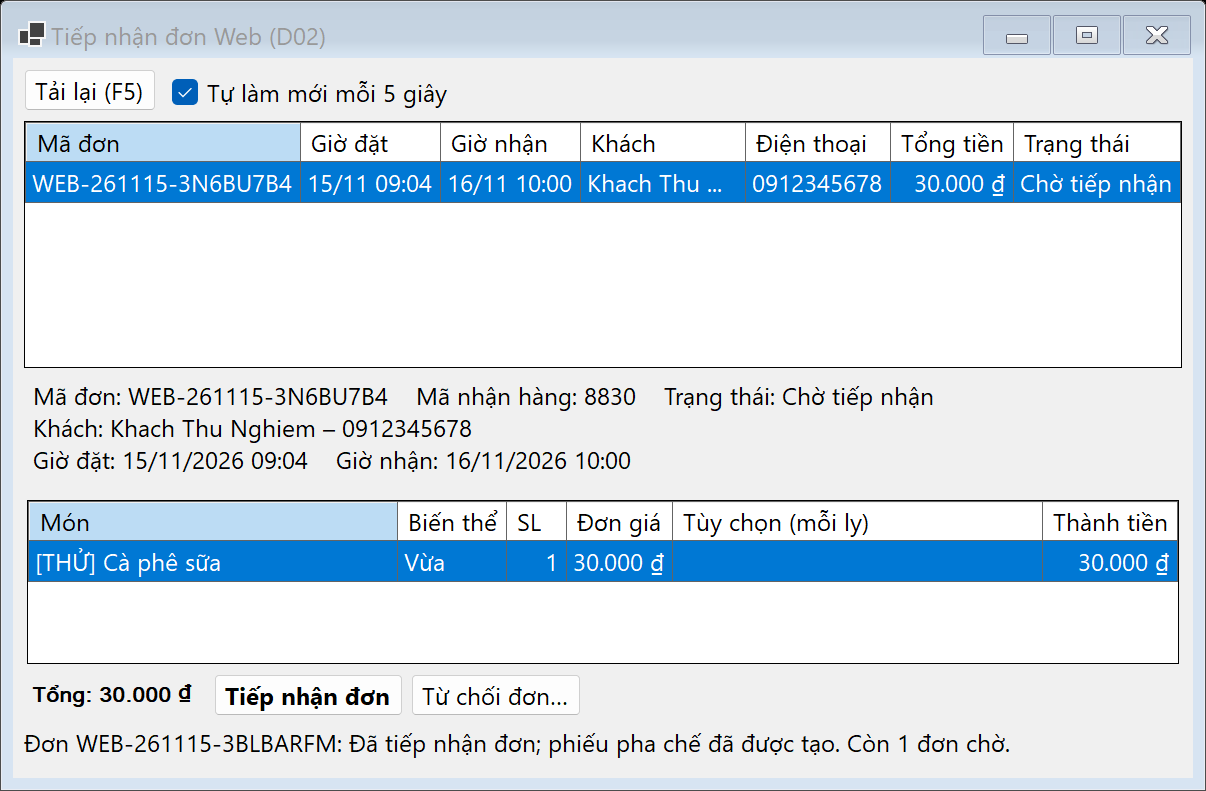 Tiếp nhận đơn Web (D02)
Tải lại (F5) Tự làm mới mỗi 5 giây
Mã đơn Giờ đặt Giờ nhận Khách Điện thoại Tổng tiền Trạng thái
WEB-261115-3N6BU7B4 15/11 09:04 16/11 10:00 Khach Thu ... 0912345678 30.000 ₫ Chờ tiếp nhận
Mã đơn: WEB-261115-3N6BU7B4 Mã nhận hàng: 8830 Trạng thái: Chờ tiếp nhận
Khách: Khach Thu Nghiem – 0912345678
Giờ đặt: 15/11/2026 09:04 Giờ nhận: 16/11/2026 10:00
Món Biến thể SL Đơn giá Tùy chọn (mỗi ly) Thành tiền
[THỬ] Cà phê sữa Vừa 1 30.000 ₫ 30.000 ₫
Tổng: 30.000 ₫ Tiếp nhận đơn Từ chối đơn...
Đơn WEB-261115-3BLBARFM: Đã tiếp nhận đơn; phiếu pha chế đã được tạo. Còn 1 đơn chờ.